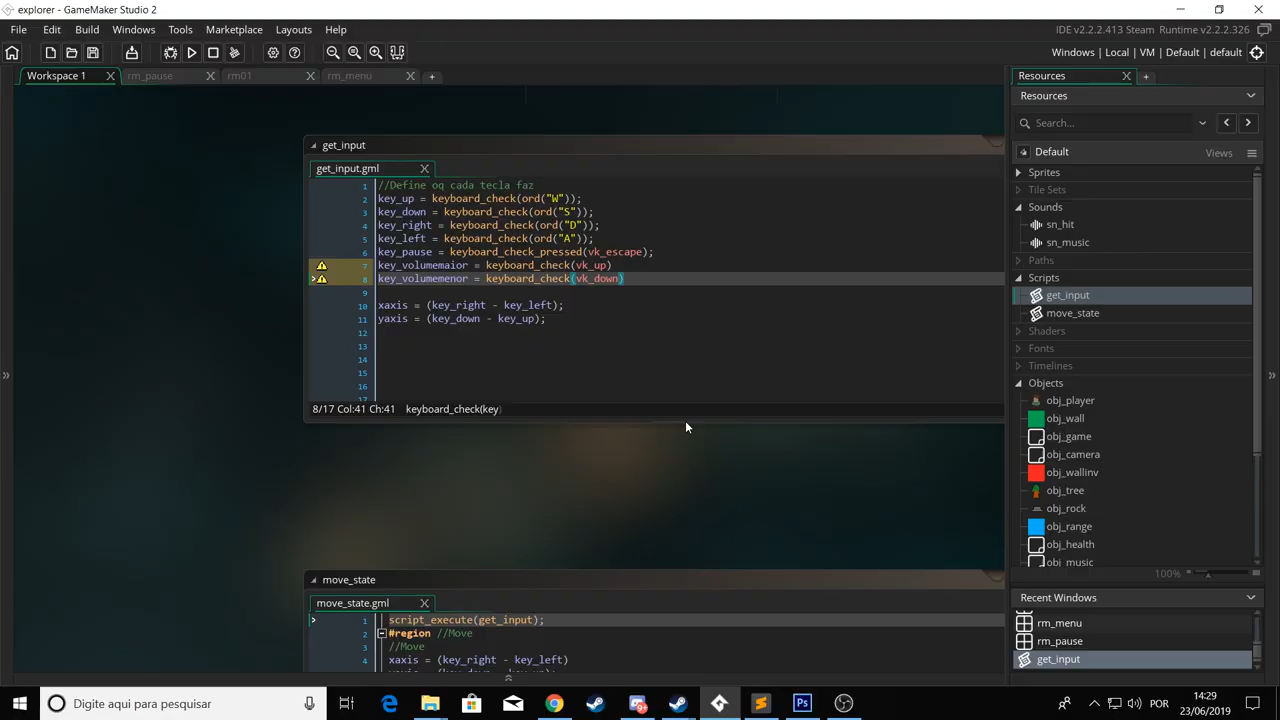 explorer - GameMaker Studio 2
File Edit Build Windows Tools Marketplace Layouts Help
IDE v2.2.2.413 Steam Runtime v2.2.2.326
Windows | Local | VM | Default | default
Workspace 1 rm_pause rm01 rm_menu
Resources
Resources
Search...
Default Views
Sprites
Tile Sets
Sounds
sn_hit
sn_music
Paths
Scripts
get_input
move_state
Shaders
Fonts
Timelines
Objects
obj_player
obj_wall
obj_game
obj_camera
obj_wallinv
obj_tree
obj_rock
obj_range
obj_health
obj_music
100%
Recent Windows
rm_menu
rm_pause
get_input
get_input
get_input.gml
1 //Define oq cada tecla faz
2 key_up = keyboard_check(ord("W"));
3 key_down = keyboard_check(ord("S"));
4 key_right = keyboard_check(ord("D"));
5 key_left = keyboard_check(ord("A"));
6 key_pause = keyboard_check_pressed(vk_escape);
7 key_volumemaior = keyboard_check(vk_up)
8 key_volumemenor = keyboard_check(vk_down)
9
10 xaxis = (key_right - key_left);
11 yaxis = (key_down - key_up);
12
13
14
15
16
17
8/17 Col:41 Ch:41 keyboard_check(key)
move_state
move_state.gml
1 script_execute(get_input);
2 #region //Move
3 //Move
4 xaxis = (key_right - key_left)
Digite aqui para pesquisar
POR
14:29
23/06/2019